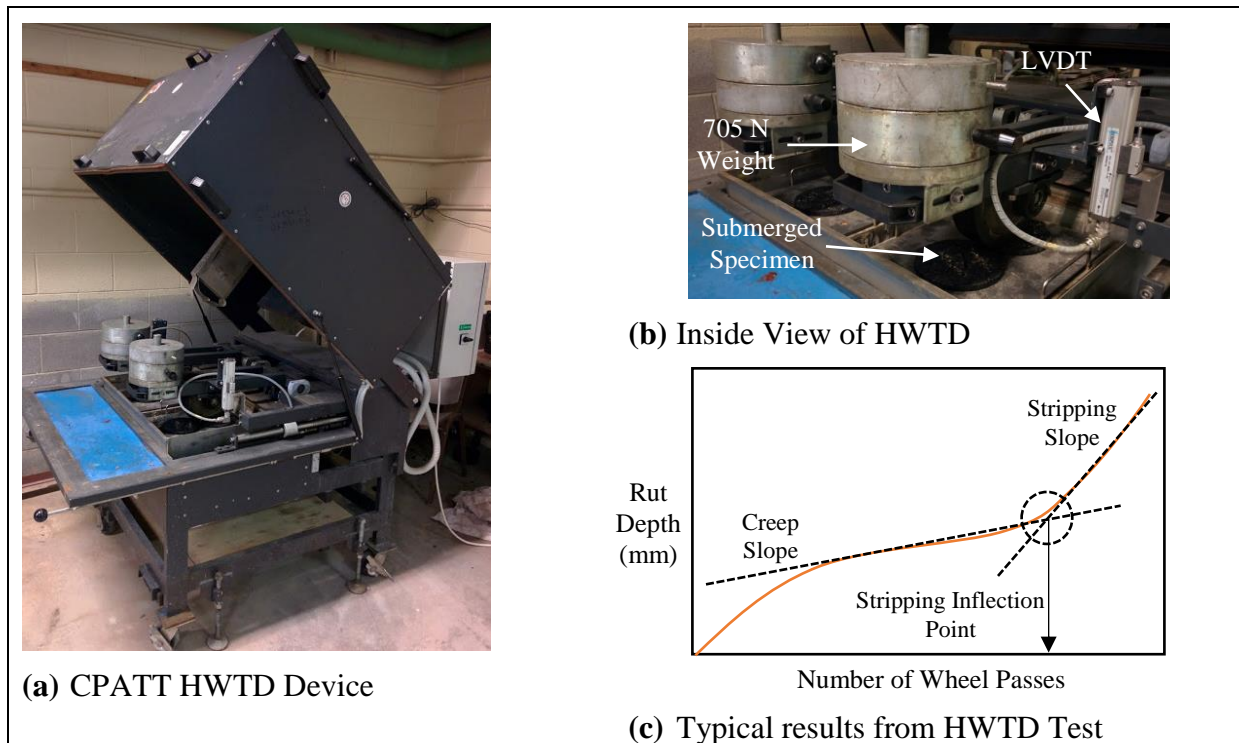 (a) CPATT HWTD Device
LVDT
705 N
Weight
Submerged
Specimen
(b) Inside View of HWTD
Rut
Depth
(mm)
Creep
Slope
Stripping
Slope
Stripping Inflection
Point
Number of Wheel Passes
(c) Typical results from HWTD Test